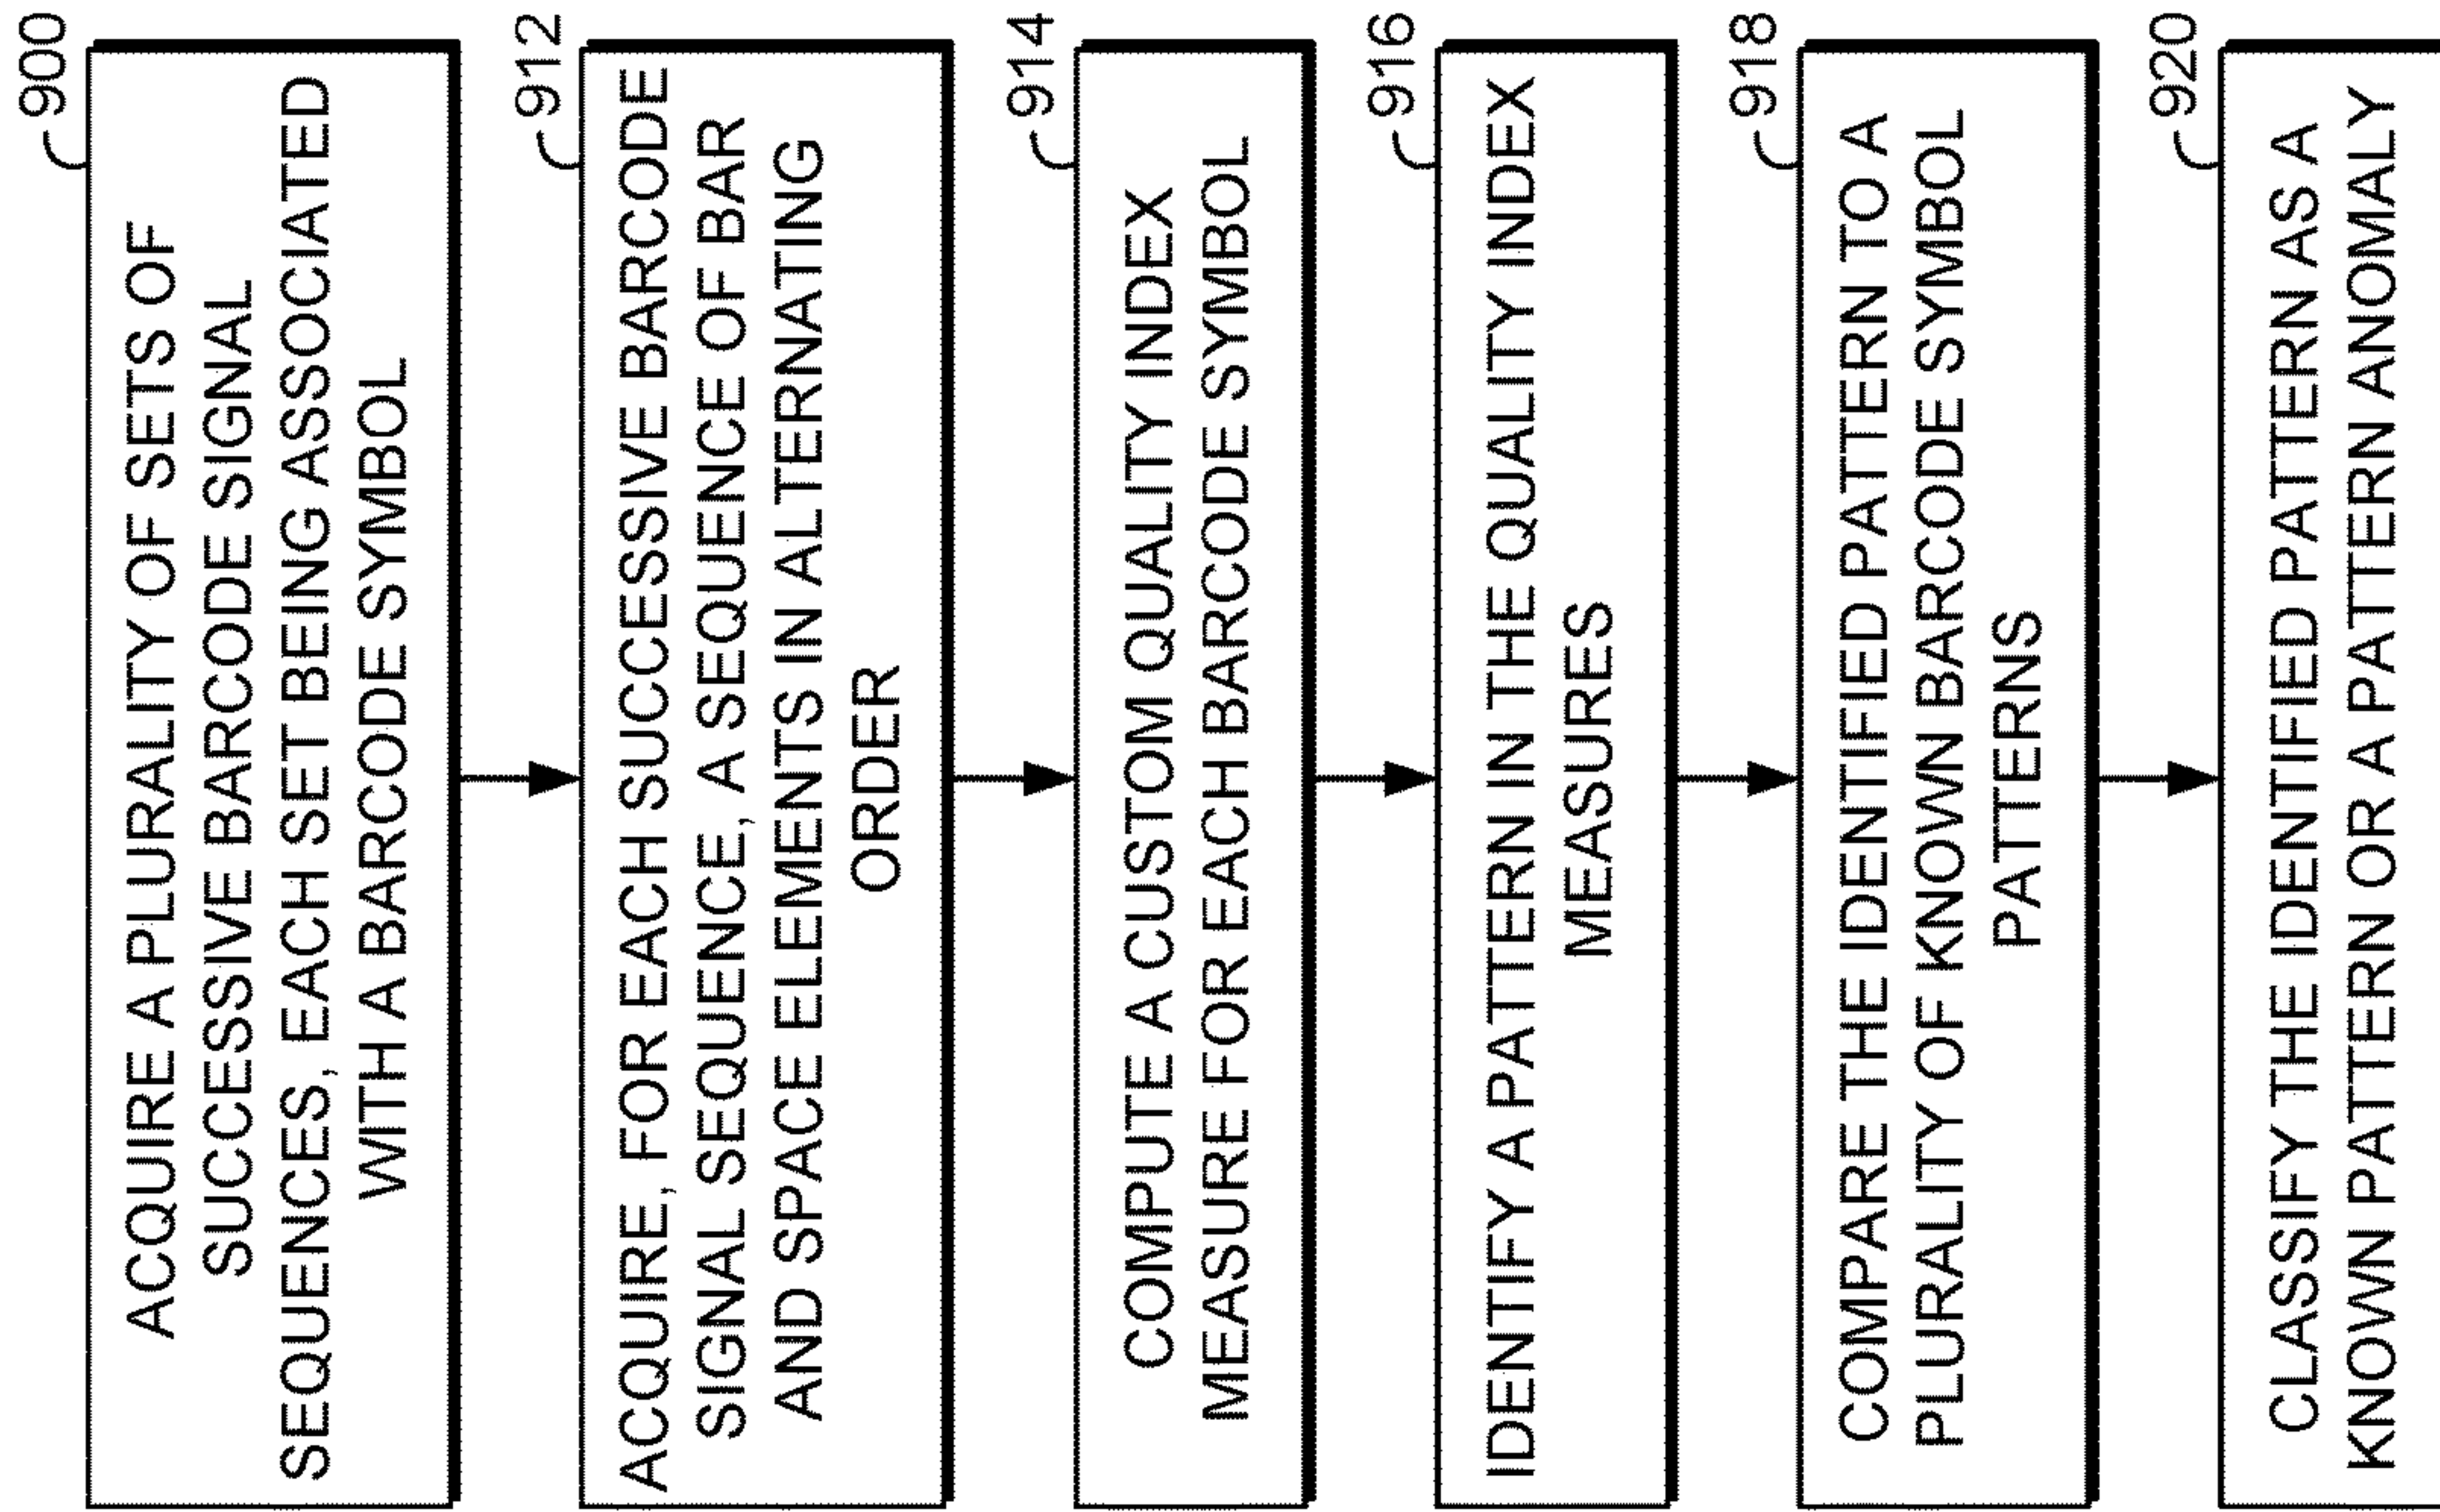 900
ACQUIRE A PLURALITY OF SETS OF
SUCCESSIVE BARCODE SIGNAL
SEQUENCES, EACH SET BEING ASSOCIATED
WITH A BARCODE SYMBOL
912
ACQUIRE, FOR EACH SUCCESSIVE BARCODE
SIGNAL SEQUENCE, A SEQUENCE OF BAR
AND SPACE ELEMENTS IN ALTERNATING
ORDER
914
COMPUTE A CUSTOM QUALITY INDEX
MEASURE FOR EACH BARCODE SYMBOL
916
IDENTIFY A PATTERN IN THE QUALITY INDEX
MEASURES
918
COMPARE THE IDENTIFIED PATTERN TO A
PLURALITY OF KNOWN BARCODE SYMBOL
PATTERNS
920
CLASSIFY THE IDENTIFIED PATTERN AS A
KNOWN PATTERN OR A PATTERN ANOMALY